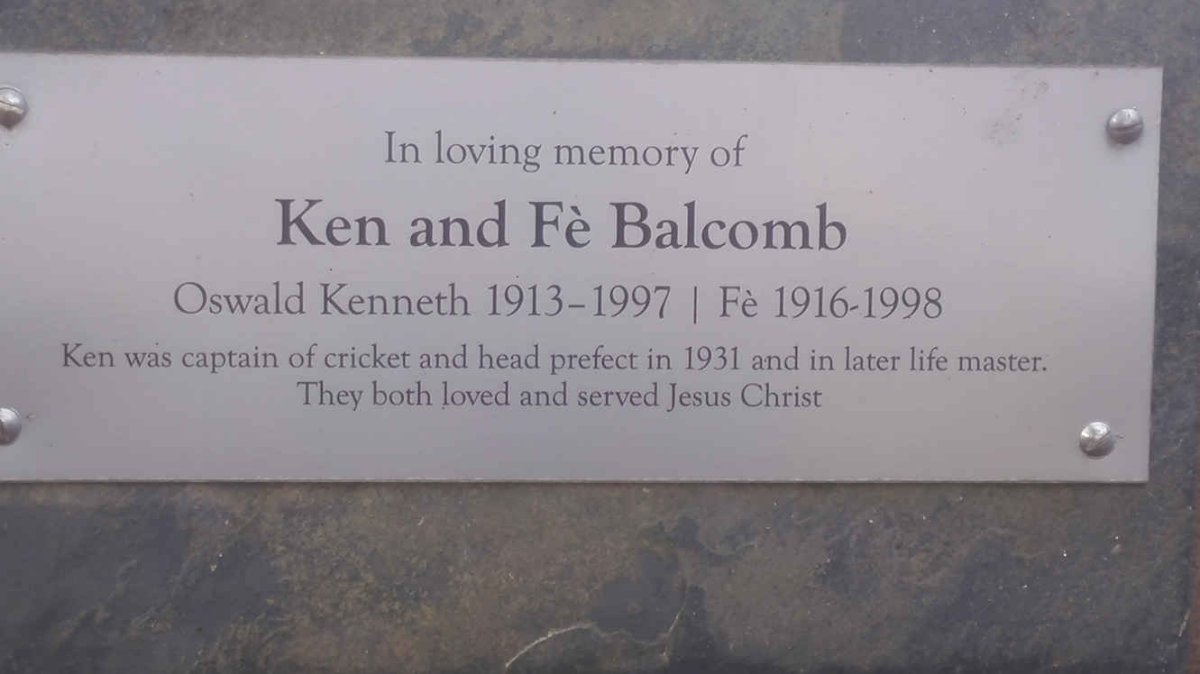 In loving memory of
Ken and Fè Balcomb
Oswald Kenneth 1913–1997 | Fè 1916-1998
Ken was captain of cricket and head prefect in 1931 and in later life master.
They both loved and served Jesus Christ